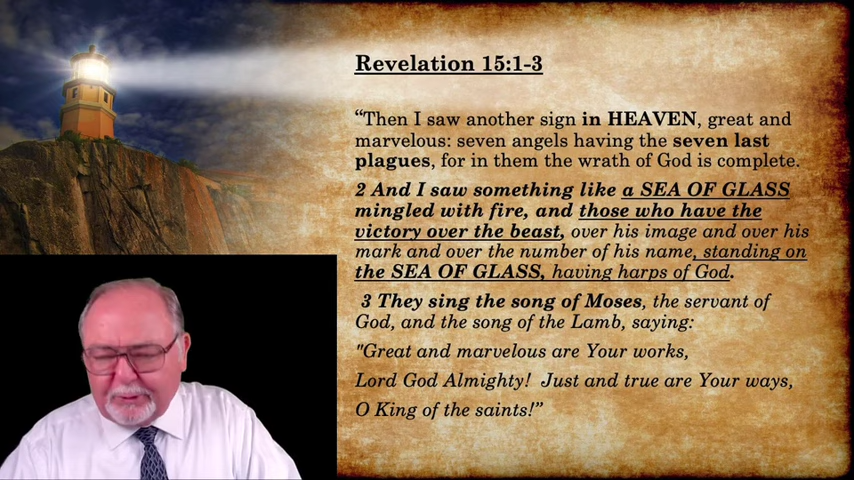 Revelation 15:1-3
“Then I saw another sign in HEAVEN, great and
marvelous: seven angels having the seven last
plagues, for in them the wrath of God is complete.
2 And I saw something like a SEA OF GLASS
mingled with fire, and those who have the
victory over the beast, over his image and over his
mark and over the number of his name, standing on
the SEA OF GLASS, having harps of God.
3 They sing the song of Moses, the servant of
God, and the song of the Lamb, saying:
"Great and marvelous are Your works,
Lord God Almighty! Just and true are Your ways,
O King of the saints!”